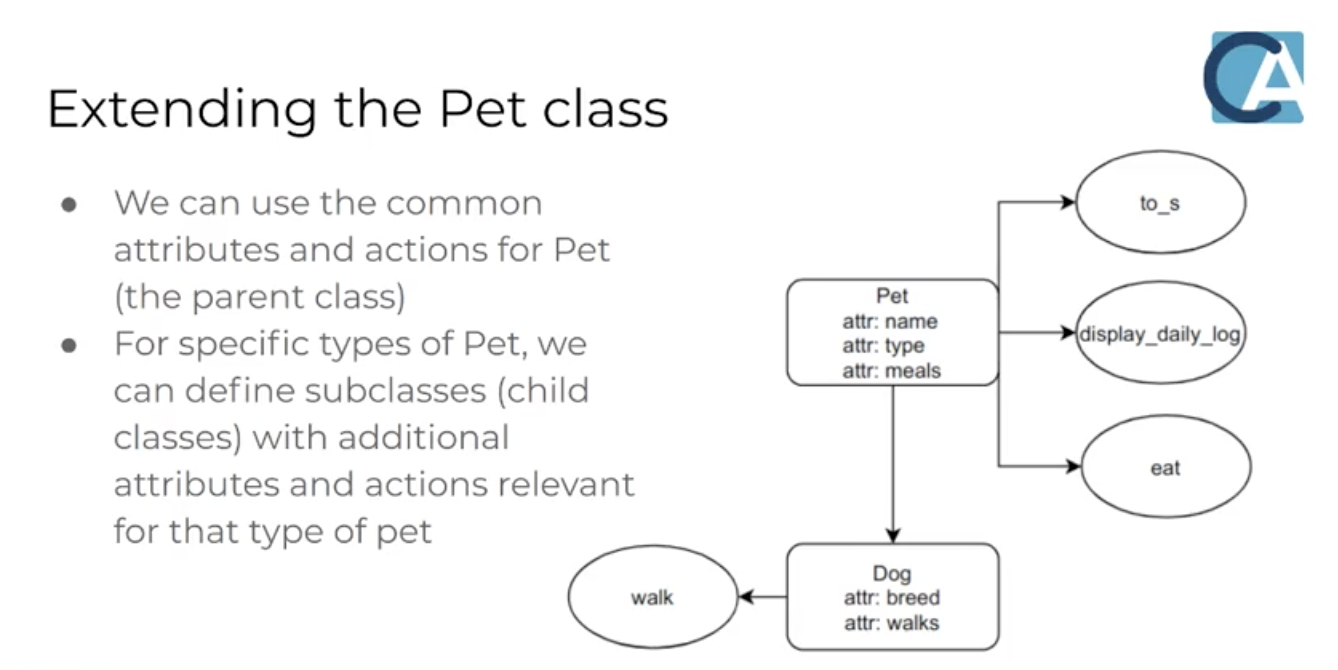 CA
Extending the Pet class
● We can use the common
attributes and actions for Pet
(the parent class)
● For specific types of Pet, we
can define subclasses (child
classes) with additional
attributes and actions relevant
for that type of pet
to_s
Pet
attr: name
attr: type
attr: meals
display_daily_log
eat
Dog
attr: breed
attr: walks
walk